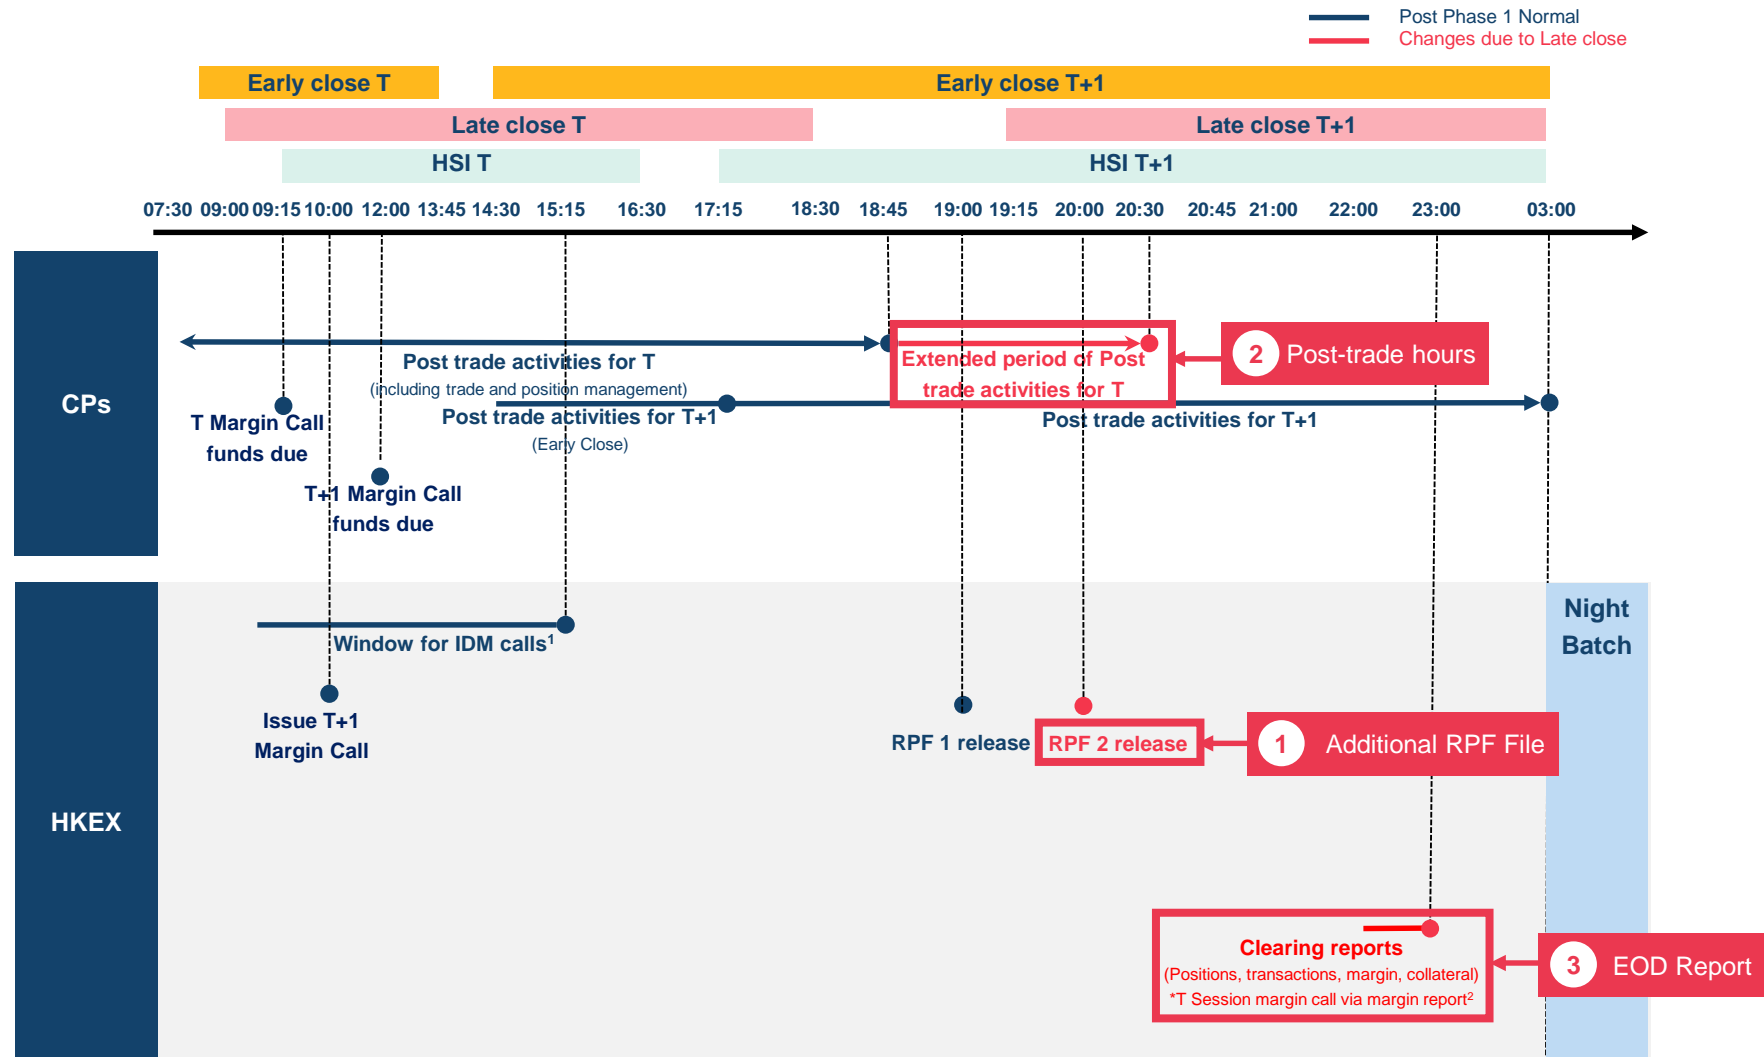 Post Phase 1 Normal
Changes due to Late close
Early close T
Early close T+1
Late close T
Late close T+1
HSI T
HSI T+1
07:30 09:00 09:15 10:00 12:00 13:45 14:30 15:15 16:30 17:15 18:30 18:45 19:00 19:15 20:00 20:30 20:45 21:00 22:00 23:00 03:00
CPs
Post trade activities for T
(including trade and position management)
Extended period of Post
trade activities for T
2 Post-trade hours
T Margin Call
funds due
Post trade activities for T+1
(Early Close)
Post trade activities for T+1
T+1 Margin Call
funds due
HKEX
Night
Batch
Window for IDM calls1
Issue T+1
Margin Call
RPF 1 release
RPF 2 release
1 Additional RPF File
Clearing reports
(Positions, transactions, margin, collateral)
*T Session margin call via margin report2
3 EOD Report